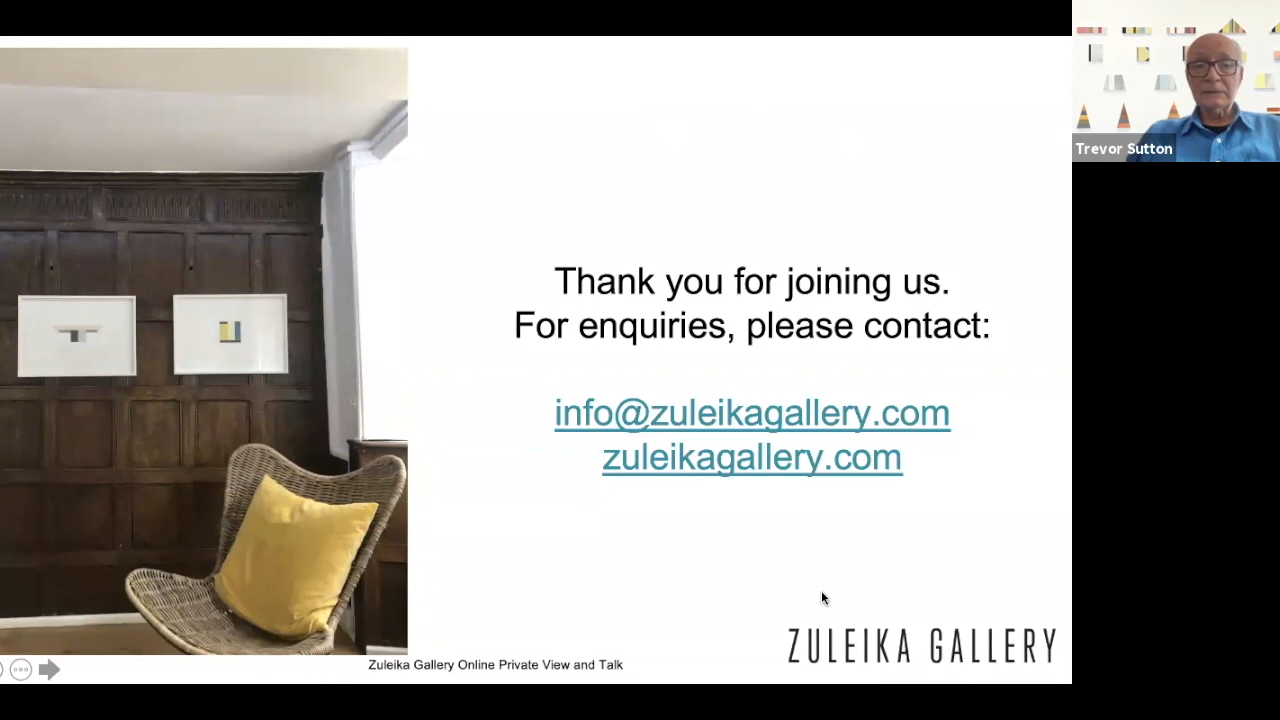 Trevor Sutton
Thank you for joining us.
For enquiries, please contact:
info@zuleikagallery.com
zuleikagallery.com
ZULEIKA GALLERY
Zuleika Gallery Online Private View and Talk